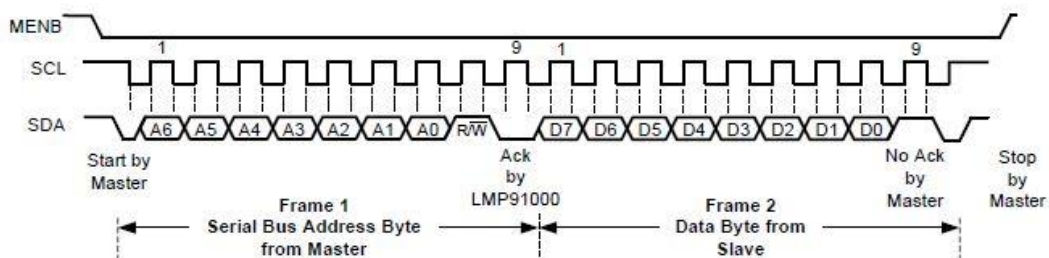 MENB
1 9 1 9
SCL
SDA A6 A5 A4 A3 A2 A1 A0 R/W D7 D6 D5 D4 D3 D2 D1 D0
Start by
Master
Ack
by
LMP91000
No Ack
by
Master
Stop
by
Master
Frame 1
Serial Bus Address Byte
from Master
Frame 2
Data Byte from
Slave